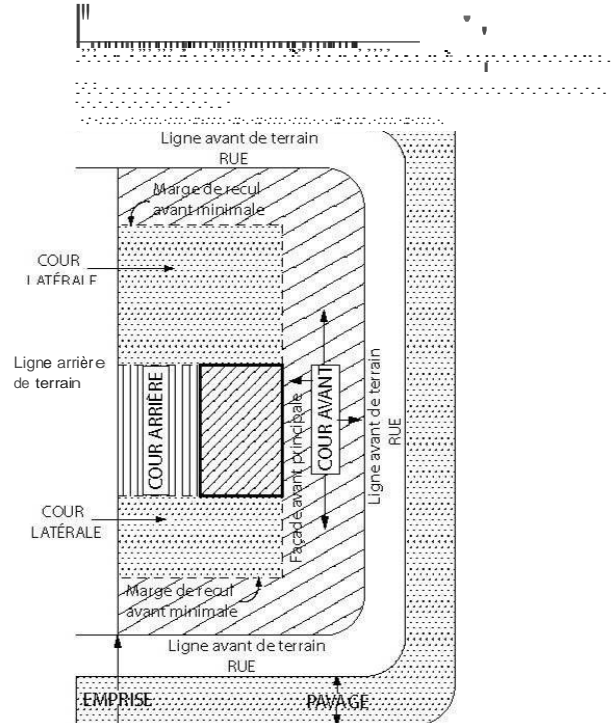 Ligne avant de terrain
RUE
Marge de recul
avant minimale
COUR
LATÉRALE
Ligne arrière
de terrain
COUR ARRIÈRE
Façade avant principale
COUR AVANT
Ligne avant de terrain
RUE
COUR
LATÉRALE
Marge de recul
avant minimale
Ligne avant de terrain
RUE
EMPRISE
PAVAGE